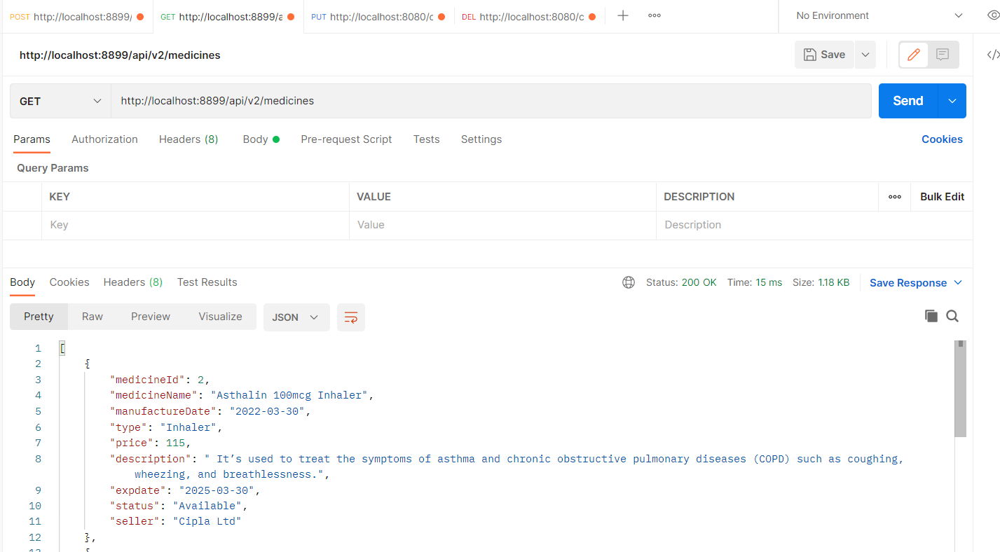 POST http://localhost:8899/ GET http://localhost:8899/a PUT http://localhost:8080/c DEL http://localhost:8080/c No Environment
http://localhost:8899/api/v2/medicines Save
GET http://localhost:8899/api/v2/medicines Send
Params Authorization Headers (8) Body Pre-request Script Tests Settings Cookies
Query Params
KEY VALUE DESCRIPTION Bulk Edit
Key Value Description
Body Cookies Headers (8) Test Results Status: 200 OK Time: 15 ms Size: 1.18 KB Save Response
Pretty Raw Preview Visualize JSON
1 [
2 {
3 "medicineId": 2,
4 "medicineName": "Asthalin 100mcg Inhaler",
5 "manufactureDate": "2022-03-30",
6 "type": "Inhaler",
7 "price": 115,
8 "description": " It’s used to treat the symptoms of asthma and chronic obstructive pulmonary diseases (COPD) such as coughing,
wheezing, and breathlessness.",
9 "expdate": "2025-03-30",
10 "status": "Available",
11 "seller": "Cipla Ltd"
12 },
13 {